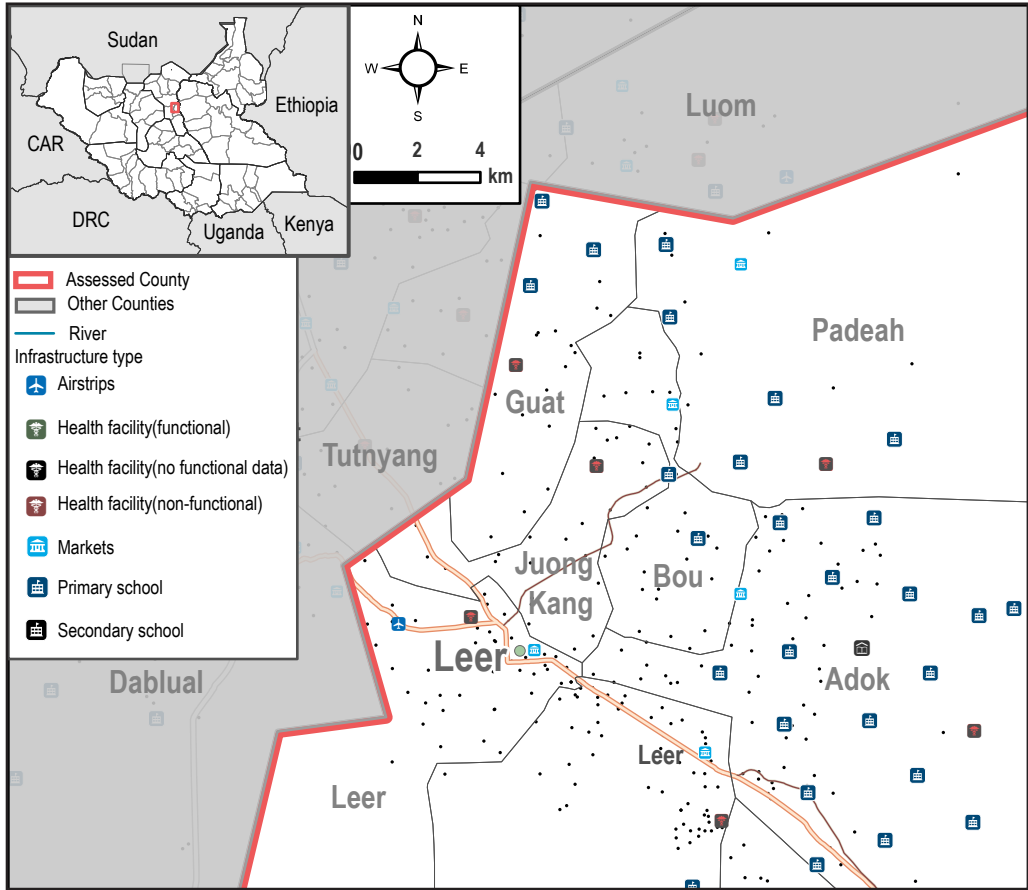 Sudan
Ethiopia
CAR
DRC
Uganda
Kenya
N
W
E
S
0
2
4
km
Assessed County
Other Counties
River
Infrastructure type
Airstrips
Health facility(functional)
Health facility(no functional data)
Health facility(non-functional)
Markets
Primary school
Secondary school
Luom
Padeah
Guat
Tutnyang
Juong
Kang
Bou
Leer
Adok
Dablual
Leer
Leer